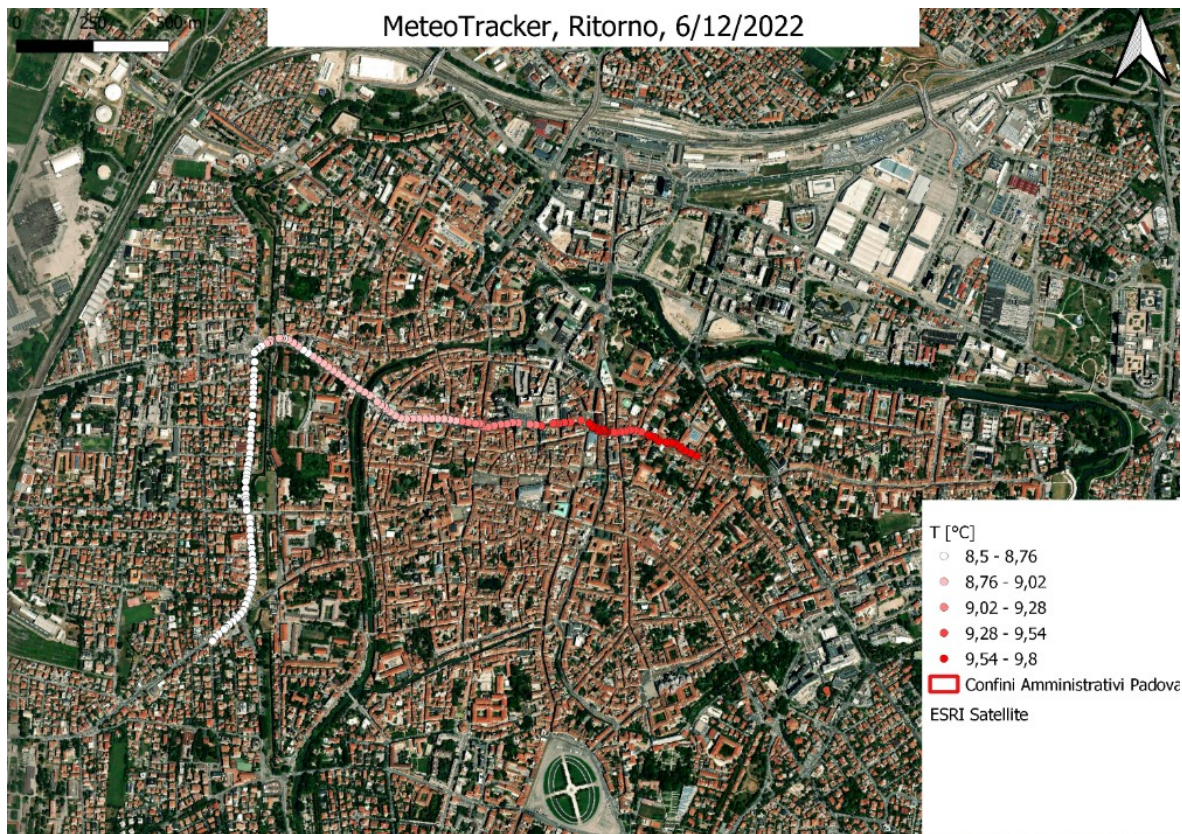 0 250 500 m
MeteoTracker, Ritorno, 6/12/2022
T [°C]
8,5 - 8,76
8,76 - 9,02
9,02 - 9,28
9,28 - 9,54
9,54 - 9,8
Confini Amministrativi Padova
ESRI Satellite